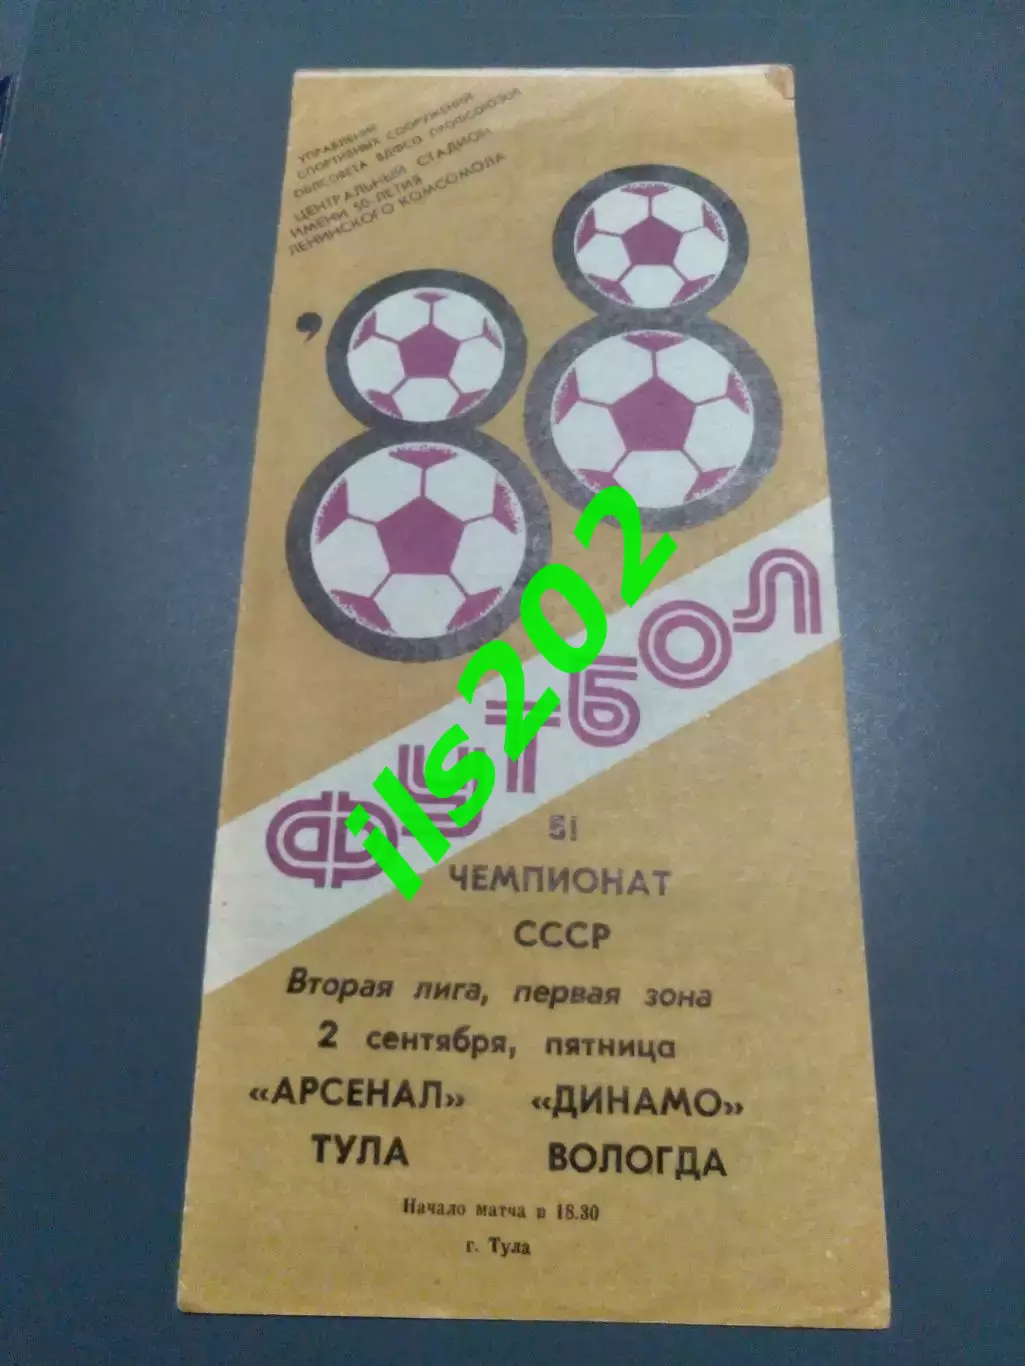 УПРАВЛЕНИЕ
СПОРТИВНЫХ СООРУЖЕНИЙ
ОБЛСОВЕТА ВДФСО ПРОФСОЮЗОВ
ЦЕНТРАЛЬНЫЙ СТАДИОН
ИМЕНИ 50-ЛЕТИЯ
ЛЕНИНСКОГО КОМСОМОЛА
'88
ФУТБОЛ
ils202
51
ЧЕМПИОНАТ
СССР
Вторая лига, первая зона
2 сентября, пятница
«АРСЕНАЛ» «ДИНАМО»
ТУЛА ВОЛОГДА
Начало матча в 18.30
г. Тула